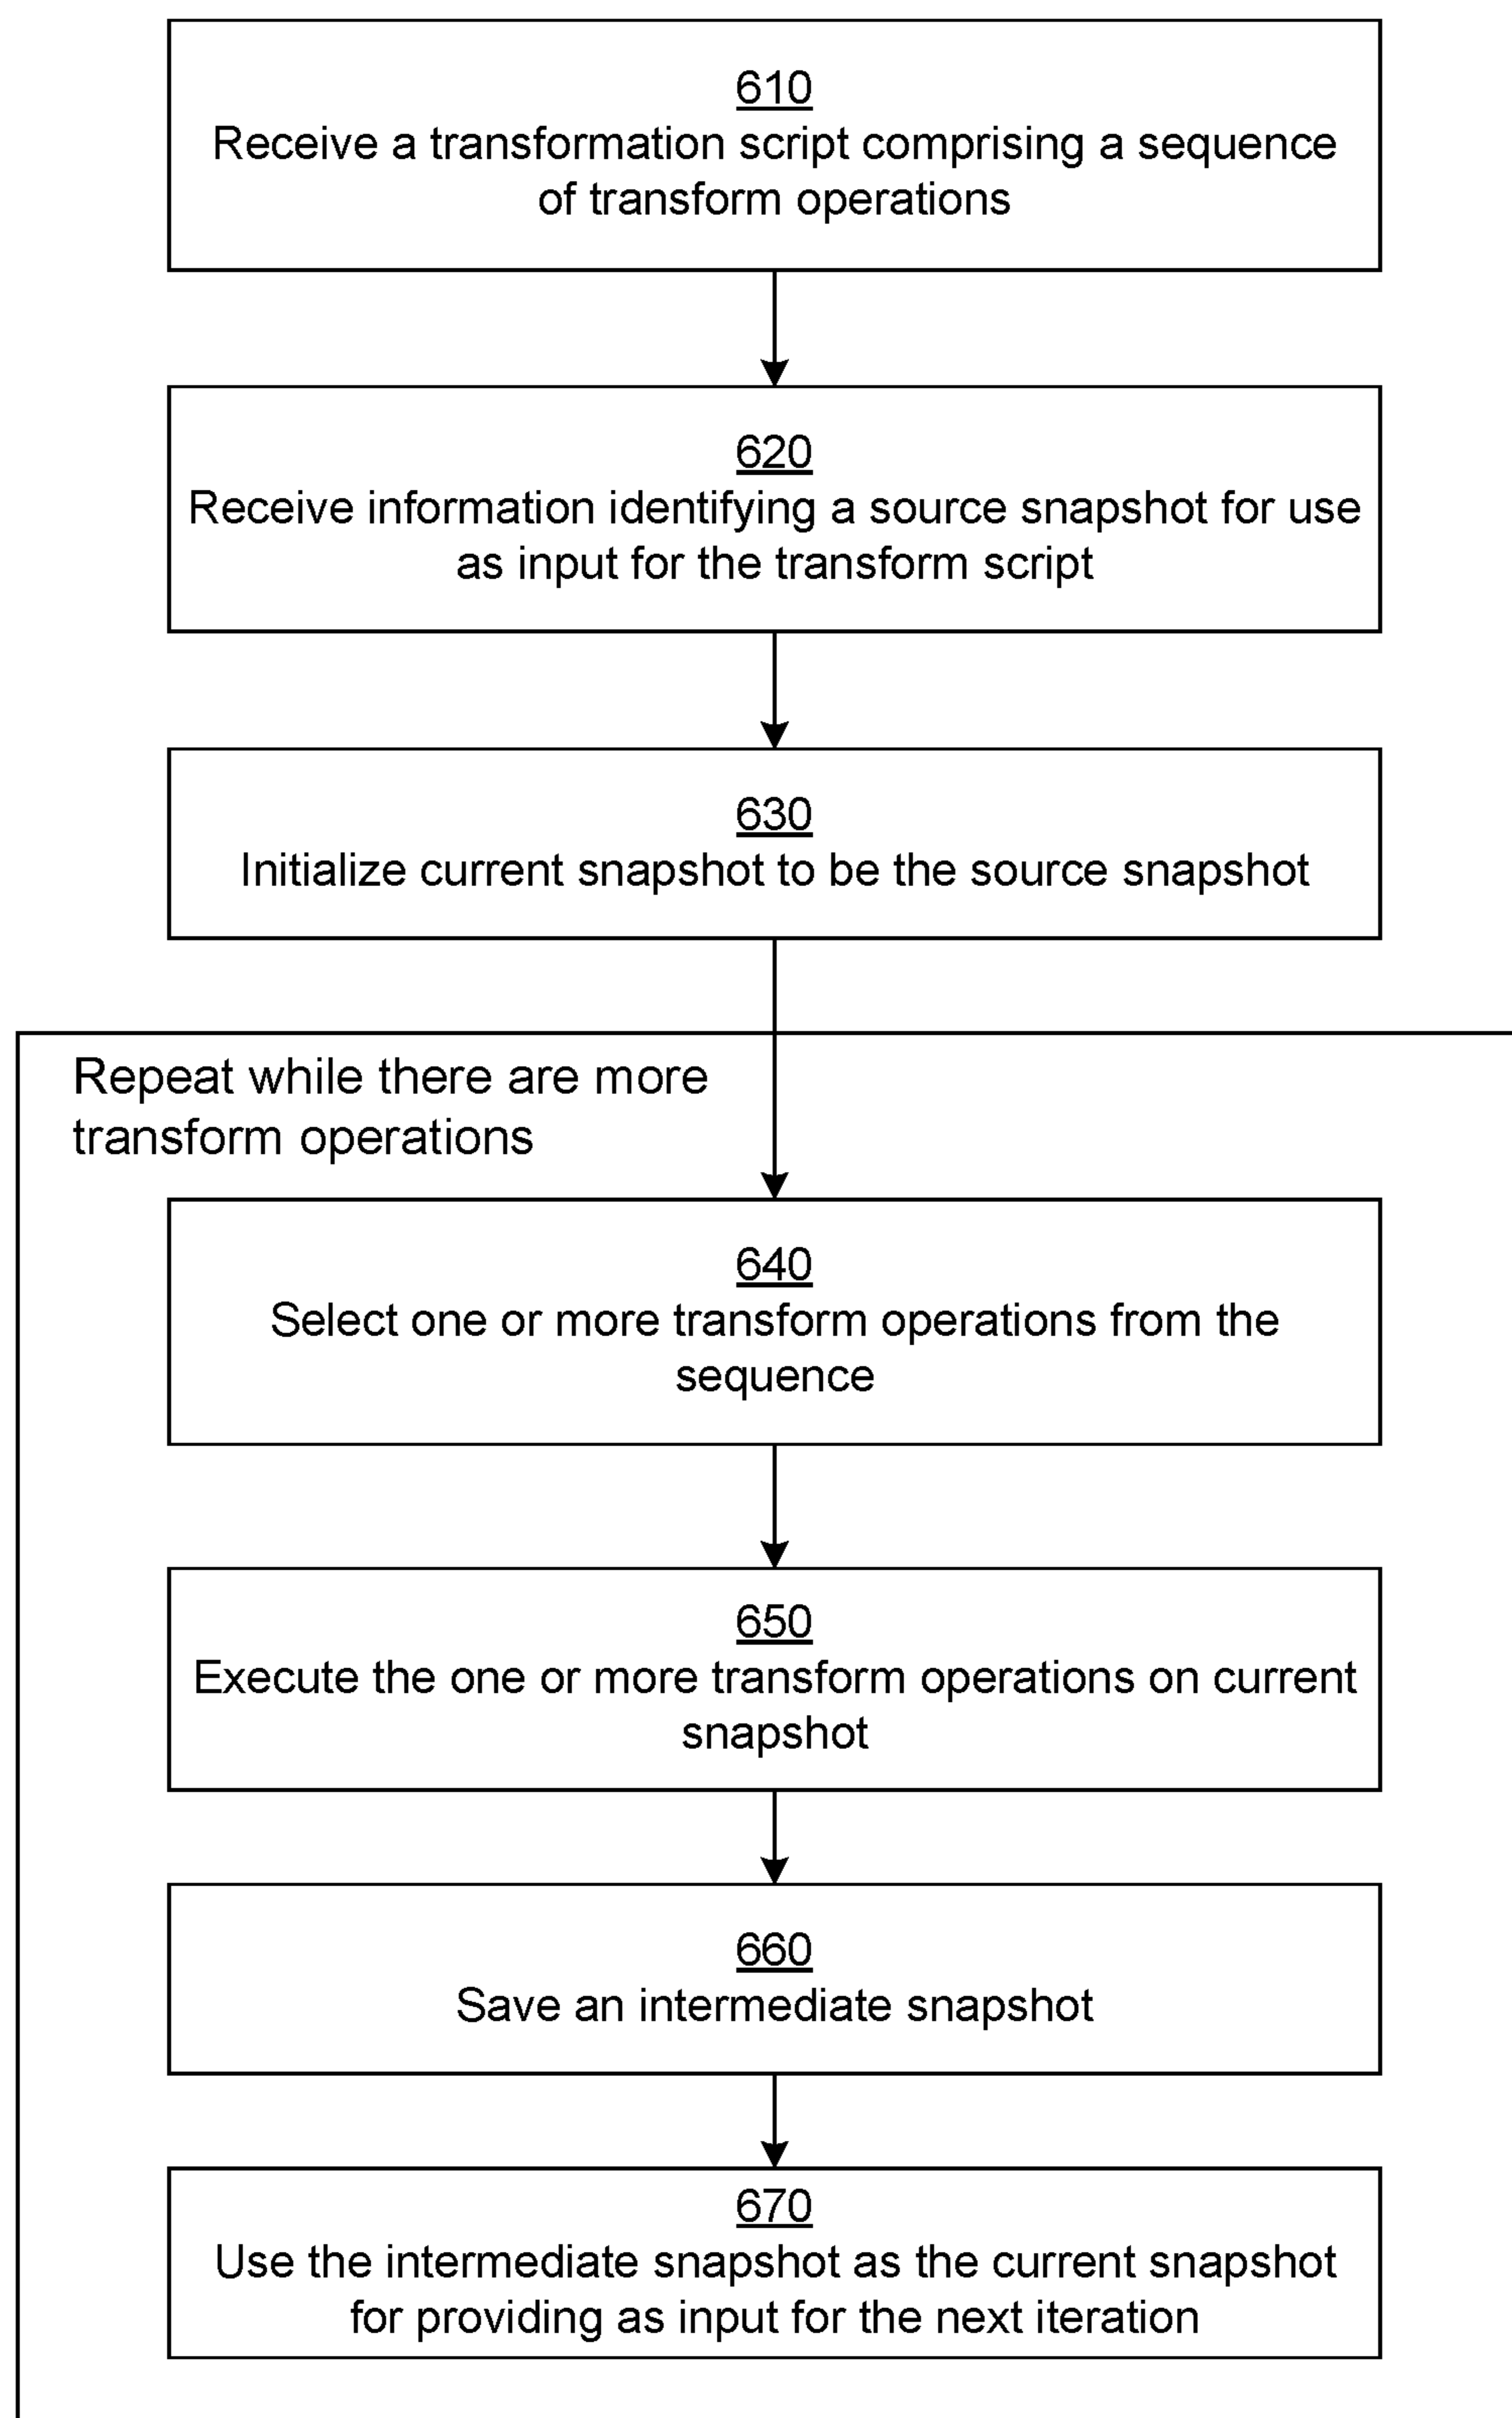 610
Receive a transformation script comprising a sequence
of transform operations
620
Receive information identifying a source snapshot for use
as input for the transform script
630
Initialize current snapshot to be the source snapshot
Repeat while there are more
transform operations
640
Select one or more transform operations from the
sequence
650
Execute the one or more transform operations on current
snapshot
660
Save an intermediate snapshot
670
Use the intermediate snapshot as the current snapshot
for providing as input for the next iteration